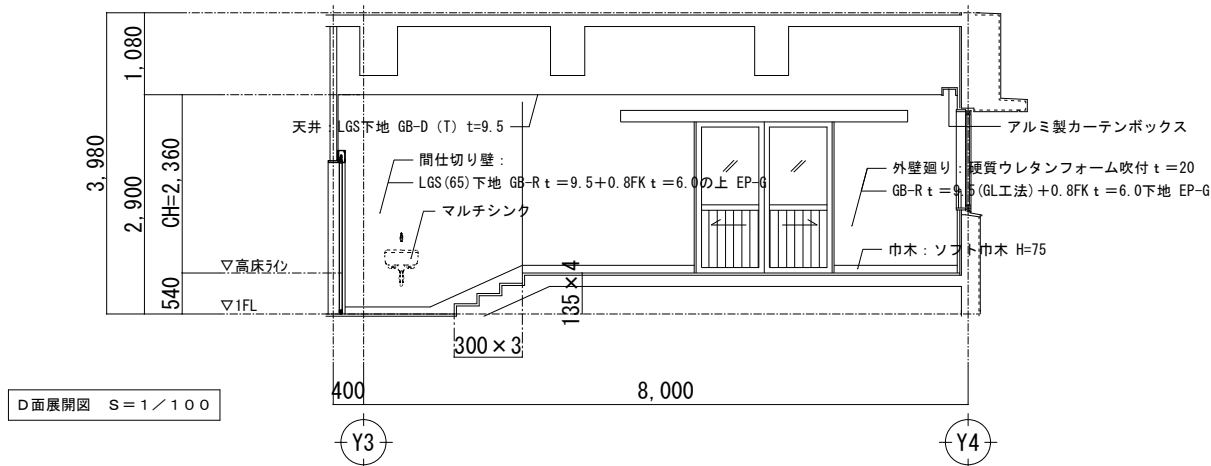 1,080
3,980
2,900
CH=2,360
540
天井：LGS下地 GB-D (T) t=9.5
間仕切り壁：
LGS(65)下地 GB-R t＝9.5+0.8FK t＝6.0の上 EP-G
マルチシンク
アルミ製カーテンボックス
外壁廻り：硬質ウレタンフォーム吹付 t＝20
GB-R t＝9.5(GL工法)+0.8FK t＝6.0下地 EP-G
巾木：ソフト巾木 H=75
▽高床ﾗｲﾝ
▽1FL
135×4
300×3
400
8,000
D面展開図 S＝1／100
Y3
Y4